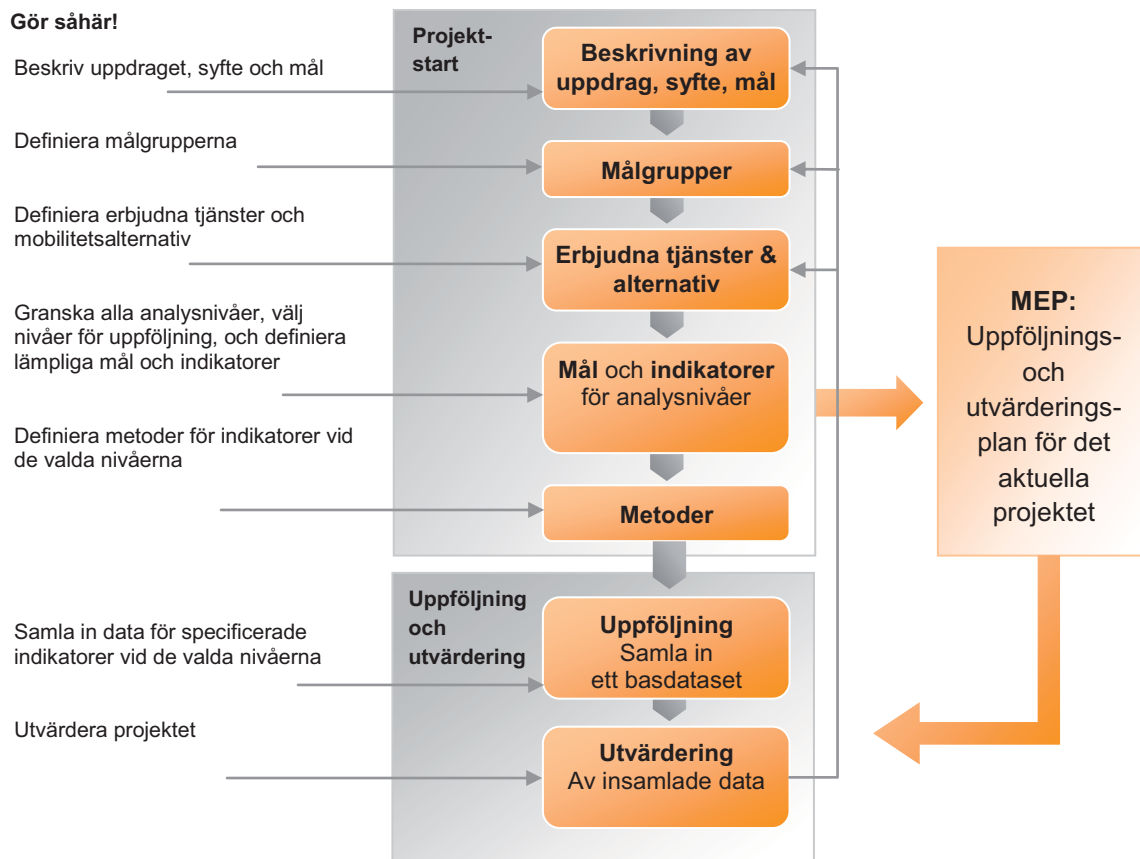 Gör såhär!
Beskriv uppdraget, syfte och mål
Definiera målgrupperna
Definiera erbjudna tjänster och
mobilitetsalternativ
Granska alla analysnivåer, välj
nivåer för uppföljning, och definiera
lämpliga mål och indikatorer
Definiera metoder för indikatorer vid
de valda nivåerna
Samla in data för specificerade
indikatorer vid de valda nivåerna
Utvärdera projektet
Projekt-
start
Beskrivning av
uppdrag, syfte, mål
Målgrupper
Erbjudna tjänster &
alternativ
Mål och indikatorer
för analysnivåer
Metoder
Uppföljning
och
utvärdering
Uppföljning
Samla in
ett basdataset
Utvärdering
Av insamlade data
MEP:
Uppföljnings-
och
utvärderings-
plan för det
aktuella
projektet